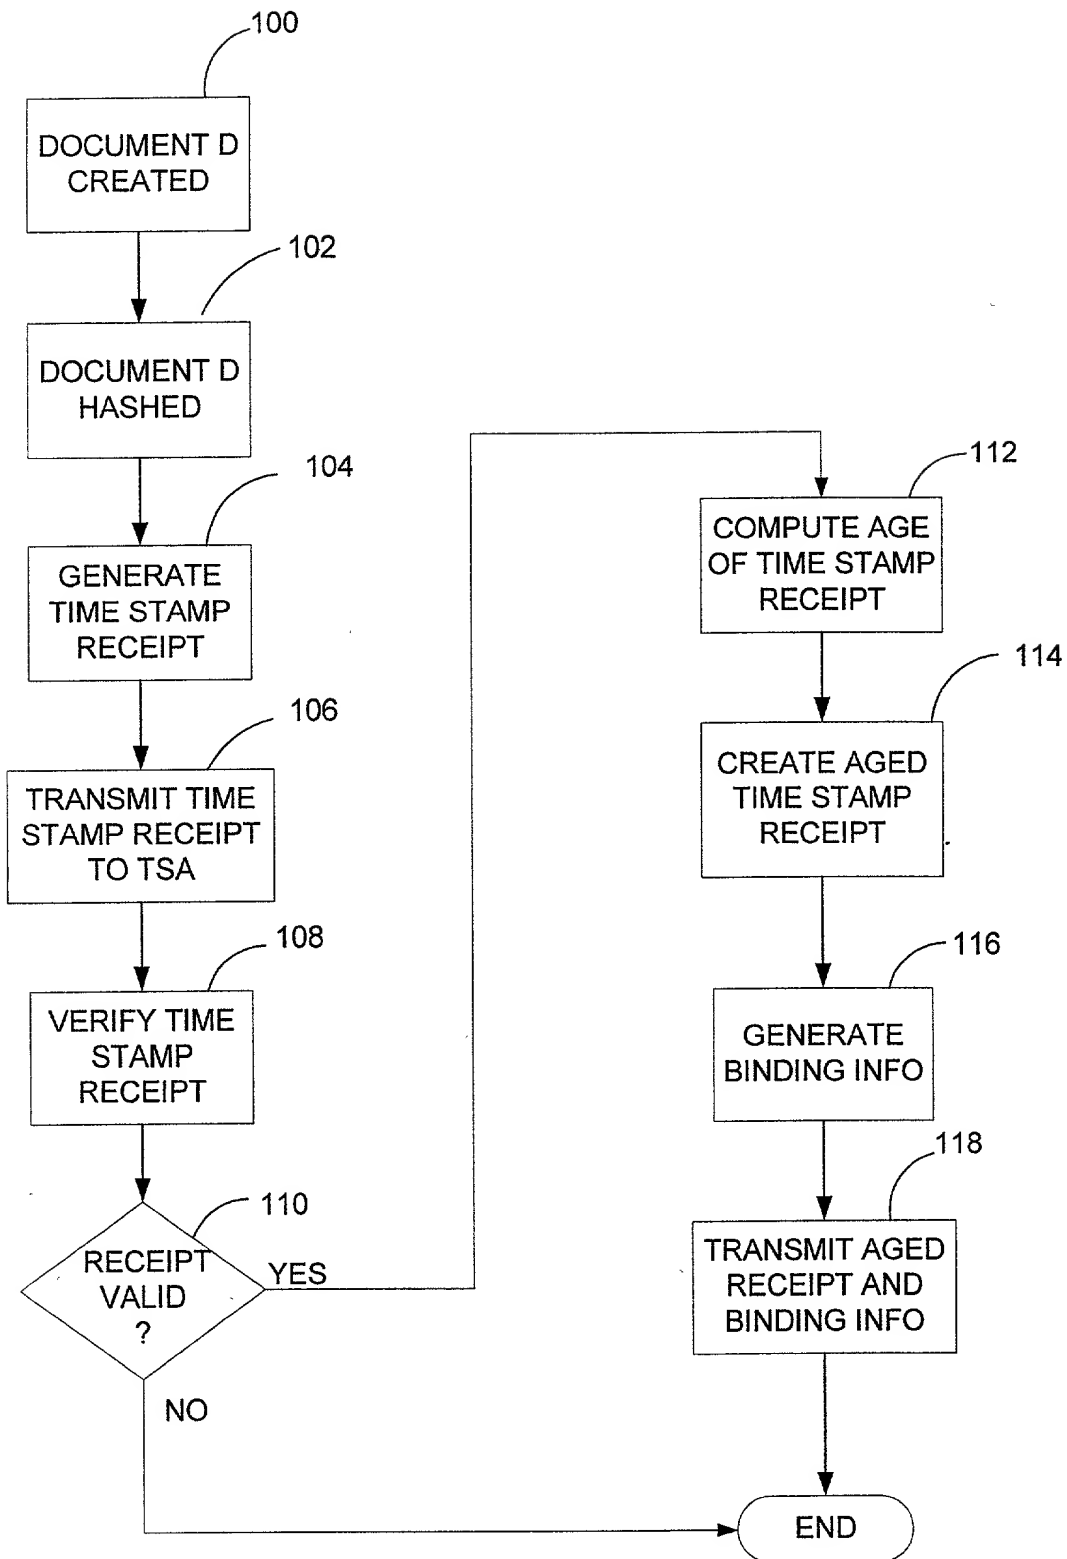 100
DOCUMENT D
CREATED
102
DOCUMENT D
HASHED
104
GENERATE
TIME STAMP
RECEIPT
106
TRANSMIT TIME
STAMP RECEIPT
TO TSA
108
VERIFY TIME
STAMP
RECEIPT
110
RECEIPT
VALID
?
YES
NO
112
COMPUTE AGE
OF TIME STAMP
RECEIPT
114
CREATE AGED
TIME STAMP
RECEIPT
116
GENERATE
BINDING INFO
118
TRANSMIT AGED
RECEIPT AND
BINDING INFO
END